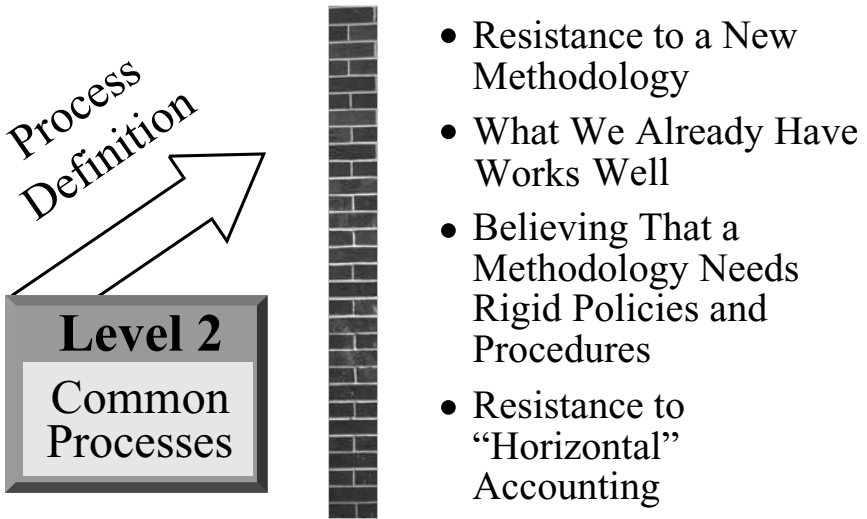 Process
Definition
Level 2
Common
Processes
• Resistance to a New
Methodology
• What We Already Have
Works Well
• Believing That a
Methodology Needs
Rigid Policies and
Procedures
• Resistance to
“Horizontal”
Accounting